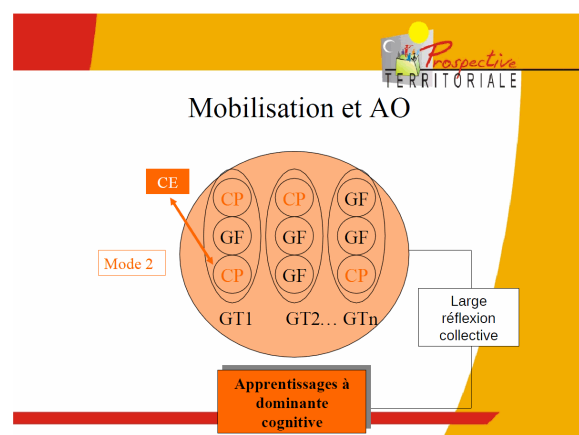 Prospective
TERRITORIALE
Mobilisation et AO
CE
CP
CP
GF
GF
GF
GF
Mode 2
CP
GF
CP
GT1
GT2… GTn
Large
réflexion
collective
Apprentissages à
dominante
cognitive